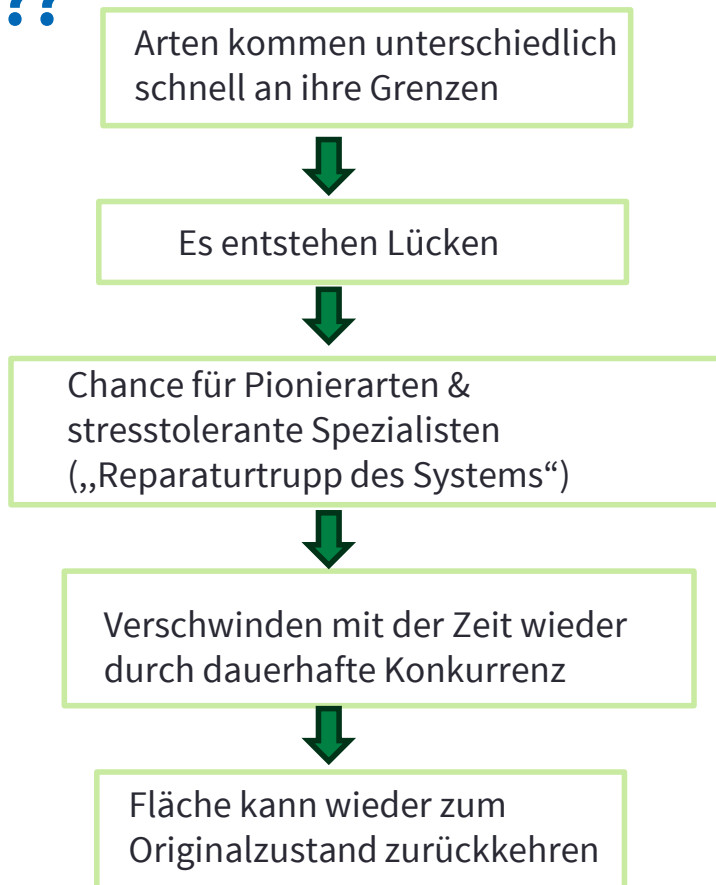 ??
Arten kommen unterschiedlich
schnell an ihre Grenzen
Es entstehen Lücken
Chance für Pionierarten &
stresstolerante Spezialisten
(,,Reparaturtrupp des Systems“)
Verschwinden mit der Zeit wieder
durch dauerhafte Konkurrenz
Fläche kann wieder zum
Originalzustand zurückkehren